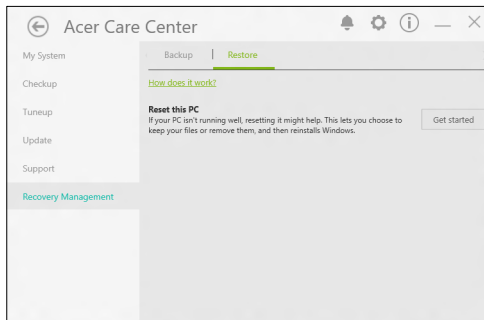 Acer Care Center
My System
Backup
Restore
Checkup
How does it work?
Tuneup
Reset this PC
If your PC isn't running well, resetting it might help. This lets you choose to
keep your files or remove them, and then reinstalls Windows.
Get started
Update
Support
Recovery Management